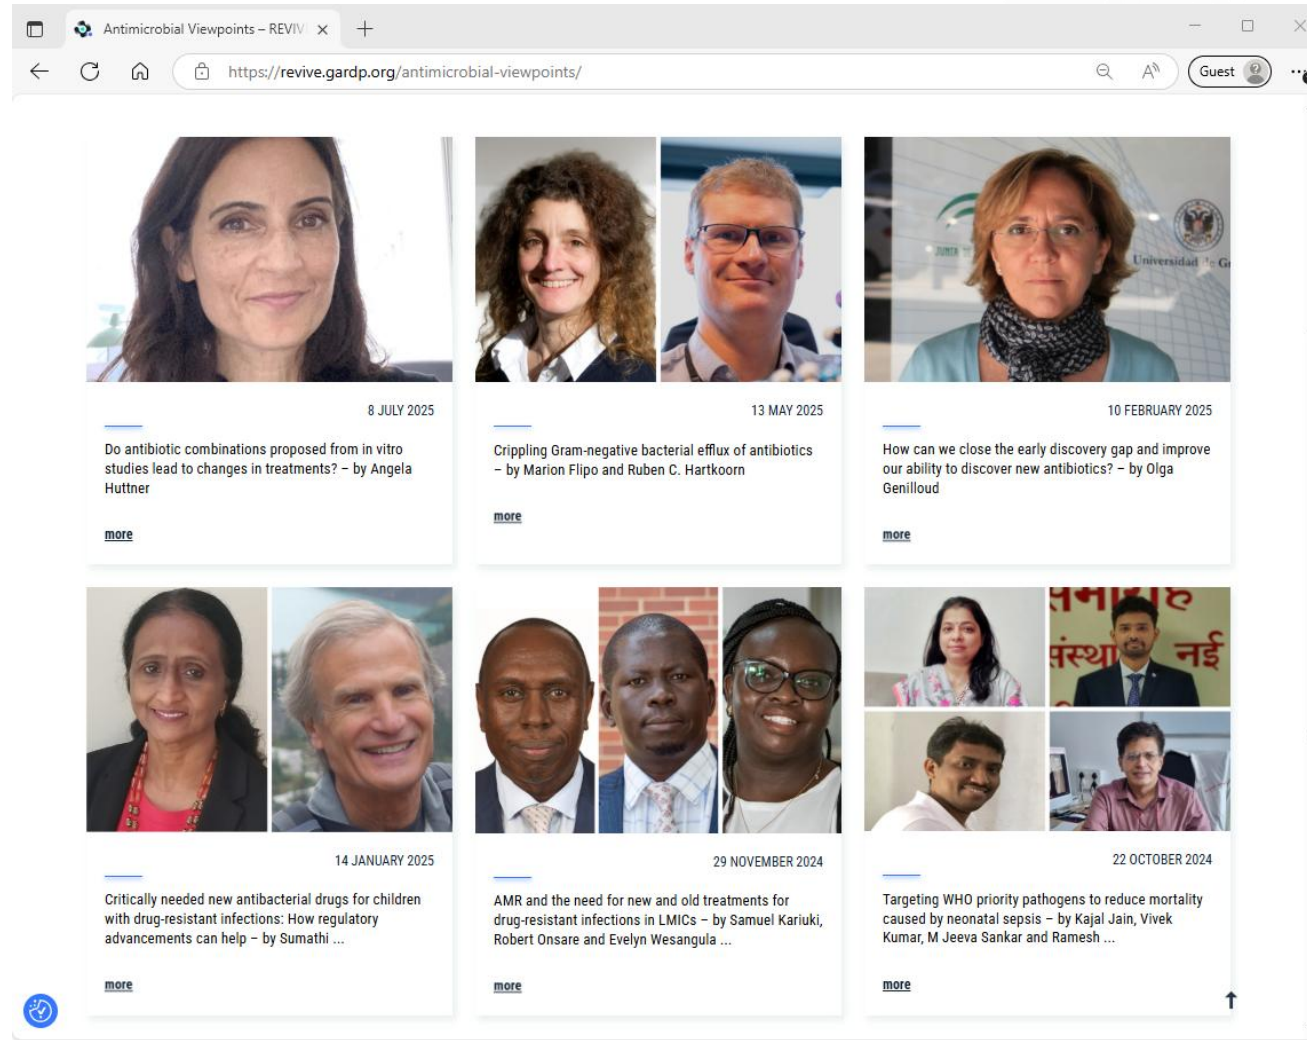 Antimicrobial Viewpoints – REVIV
https://revive.gardp.org/antimicrobial-viewpoints/
Guest
JUNTA DE
Universidad de Gr
8 JULY 2025
Do antibiotic combinations proposed from in vitro
studies lead to changes in treatments? – by Angela
Huttner
more
13 MAY 2025
Crippling Gram-negative bacterial efflux of antibiotics
– by Marion Flipo and Ruben C. Hartkoorn
more
10 FEBRUARY 2025
How can we close the early discovery gap and improve
our ability to discover new antibiotics? – by Olga
Genilloud
more
संस्था नई
14 JANUARY 2025
Critically needed new antibacterial drugs for children
with drug-resistant infections: How regulatory
advancements can help – by Sumathi ...
more
29 NOVEMBER 2024
AMR and the need for new and old treatments for
drug-resistant infections in LMICs – by Samuel Kariuki,
Robert Onsare and Evelyn Wesangula ...
more
22 OCTOBER 2024
Targeting WHO priority pathogens to reduce mortality
caused by neonatal sepsis – by Kajal Jain, Vivek
Kumar, M Jeeva Sankar and Ramesh ...
more